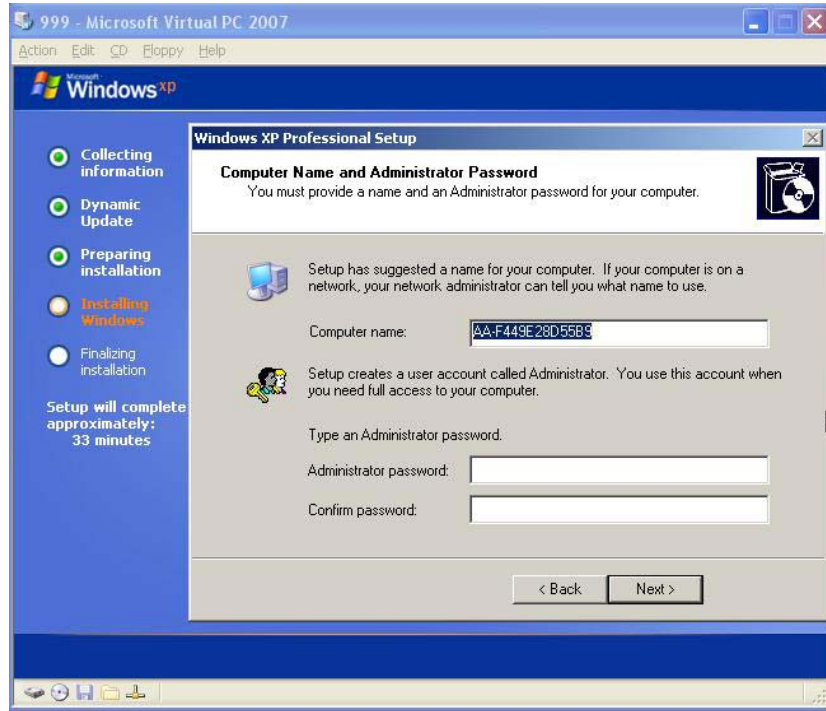 999 - Microsoft Virtual PC 2007
Action Edit CD Floppy Help
Microsoft
Windows xp
Collecting
information
Dynamic
Update
Preparing
installation
Installing
Windows
Finalizing
installation
Setup will complete
approximately:
33 minutes
Windows XP Professional Setup
Computer Name and Administrator Password
You must provide a name and an Administrator password for your computer.
Setup has suggested a name for your computer. If your computer is on a
network, your network administrator can tell you what name to use.
Computer name: AA-F449E28D55B9
Setup creates a user account called Administrator. You use this account when
you need full access to your computer.
Type an Administrator password.
Administrator password:
Confirm password:
< Back Next >